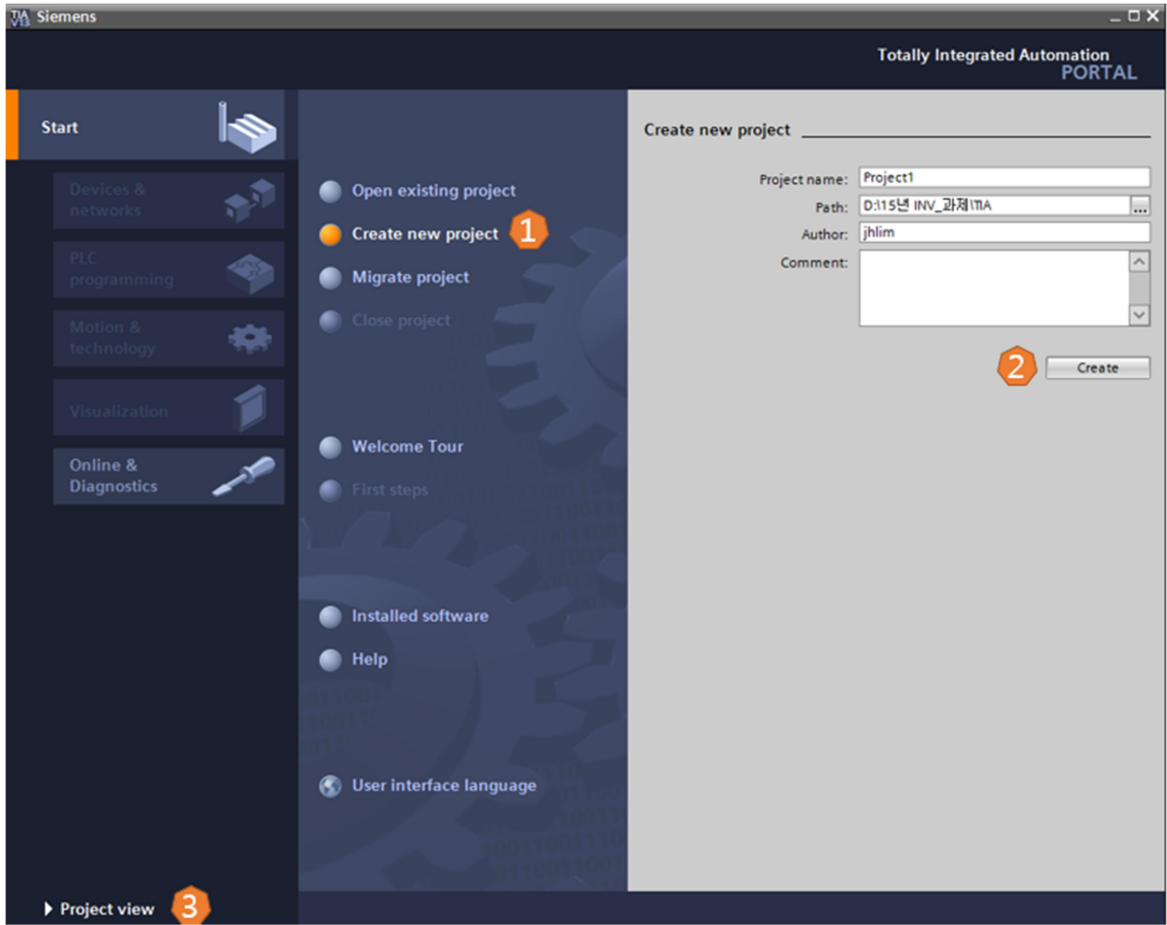 TIA V13 Siemens
Totally Integrated Automation
PORTAL
Start
Devices &
networks
PLC
programming
Motion &
technology
Visualization
Online &
Diagnostics
Open existing project
Create new project 1
Migrate project
Close project
Welcome Tour
First steps
Installed software
Help
User interface language
Create new project
Project name: Project1
Path: D:\15년 INV_과제\TIA ...
Author: jhlim
Comment:
2 Create
Project view 3